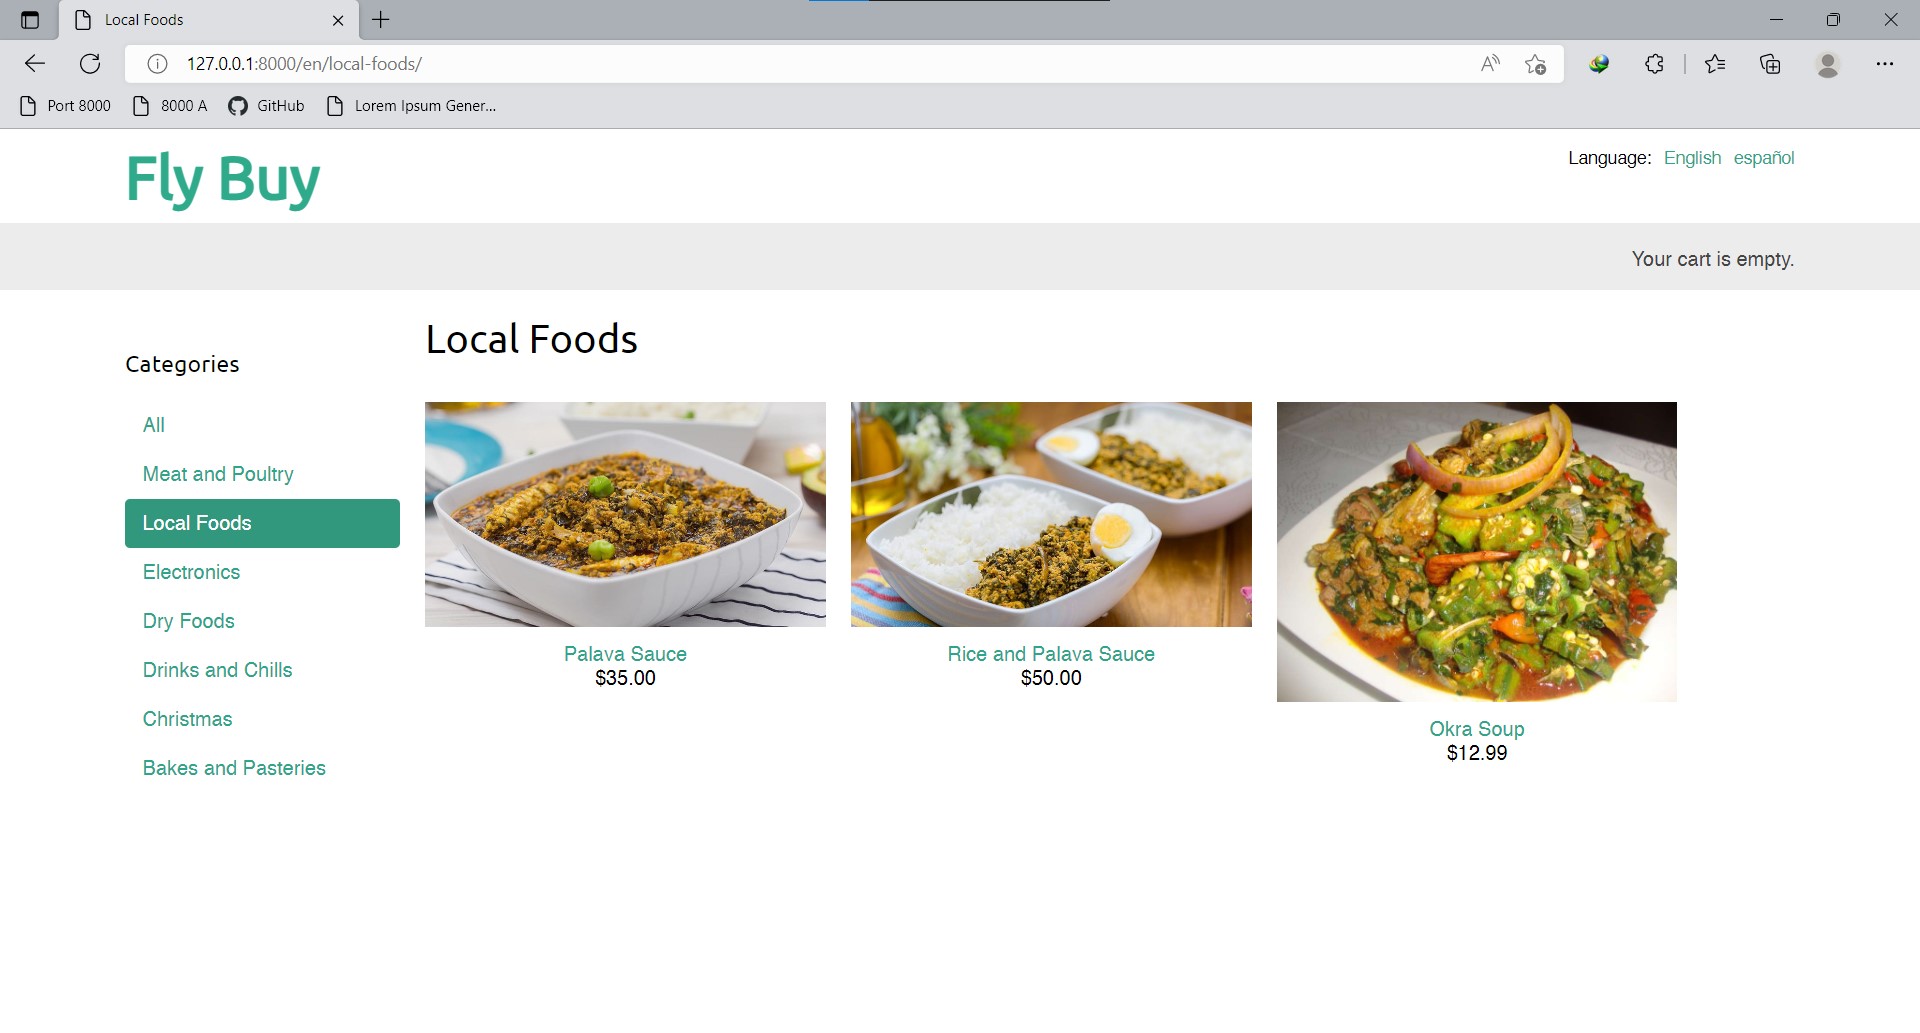 Local Foods
127.0.0.1:8000/en/local-foods/
Port 8000
8000 A
GitHub
Lorem Ipsum Gener...
Fly Buy
Language: English español
Your cart is empty.
Categories
All
Meat and Poultry
Local Foods
Electronics
Dry Foods
Drinks and Chills
Christmas
Bakes and Pasteries
Local Foods
Palava Sauce
$35.00
Rice and Palava Sauce
$50.00
Okra Soup
$12.99